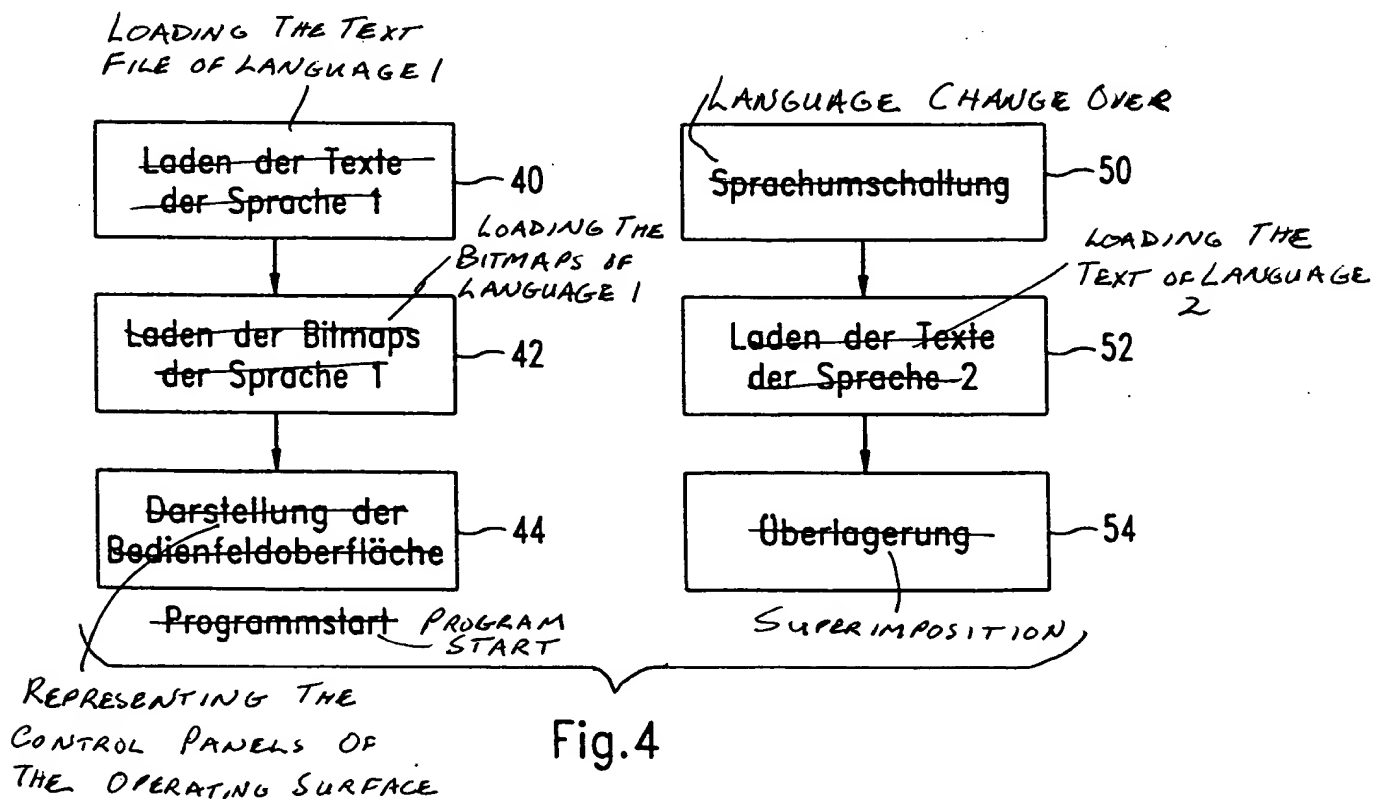 LOADING THE TEXT
FILE OF LANGUAGE 1
Laden der Texte
der Sprache 1
40
LOADING THE
BITMAPS OF
LANGUAGE 1
Laden der Bitmaps
der Sprache 1
42
Darstellung der
Bedienfeldoberfläche
44
Programmstart
PROGRAM
START
REPRESENTING THE
CONTROL PANELS OF
THE OPERATING SURFACE
LANGUAGE CHANGE OVER
Sprachumschaltung
50
LOADING THE
TEXT OF LANGUAGE
2
Laden der Texte
der Sprache 2
52
Überlagerung
54
SUPERIMPOSITION
Fig.4